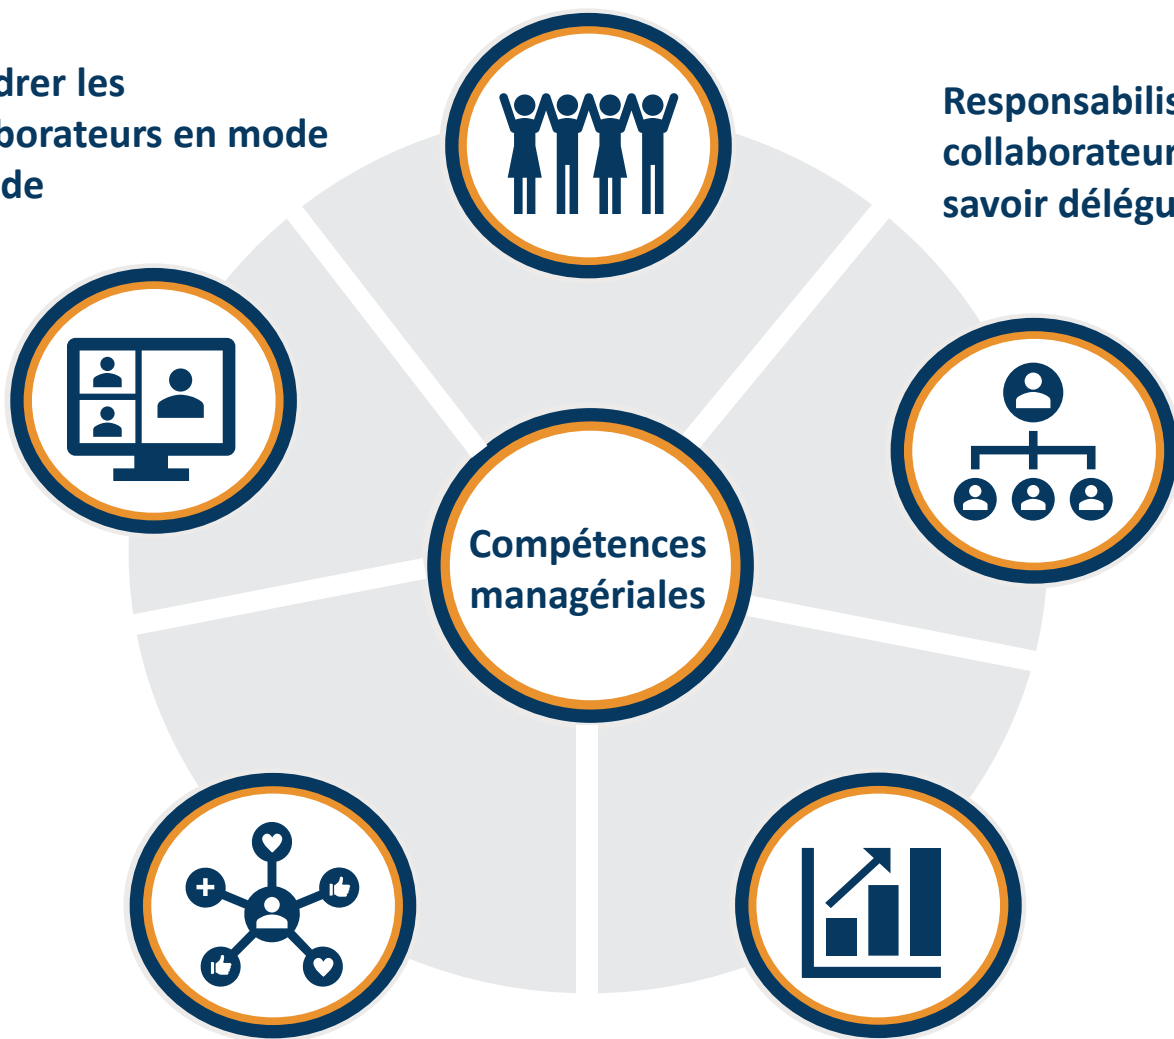 drer les
borateurs en mode
de
Responsabilis
collaborateur
savoir délégu
Compétences
managériales